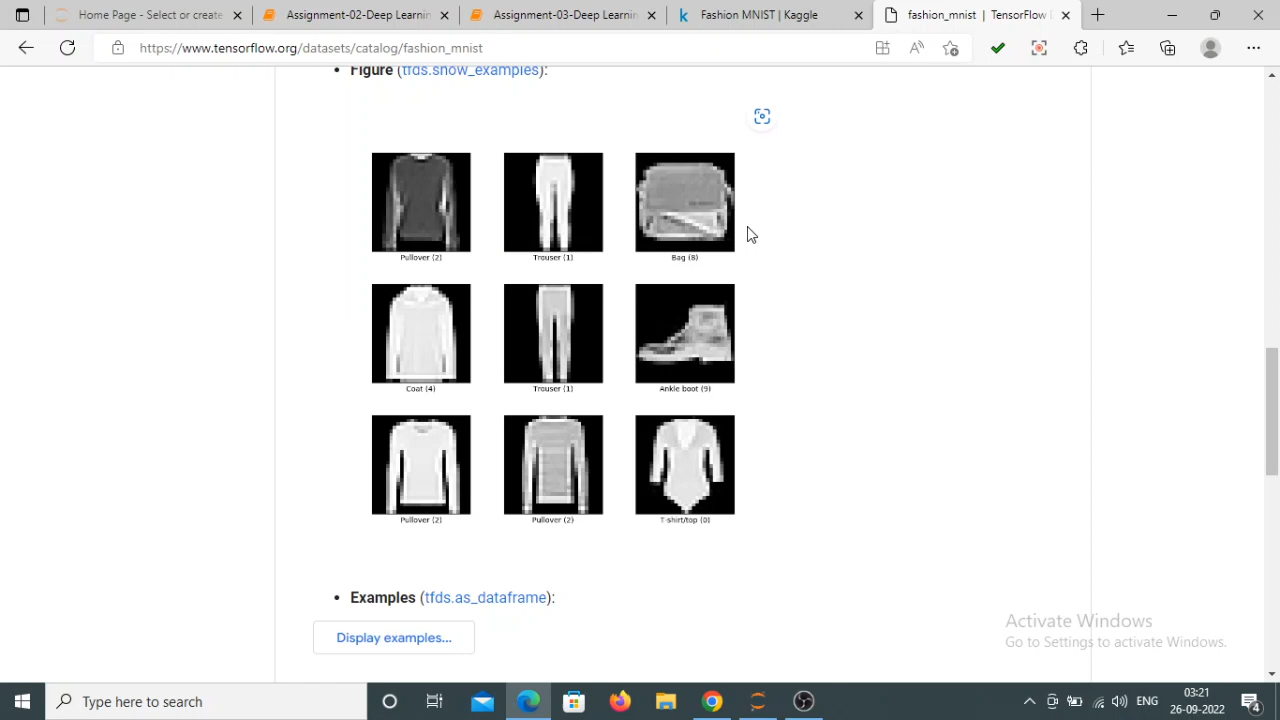 Home Page - Select or create
Assignment-02-03-Deep Learnin
Assignment-03-Deep Learning
Fashion MNIST | Kaggle
fashion_mnist | TensorFlow
https://www.tensorflow.org/datasets/catalog/fashion_mnist
Figure (tfds.show_examples):
Pullover (2)
Trouser (1)
Bag (8)
Coat (4)
Trouser (1)
Ankle boot (9)
Pullover (2)
Pullover (2)
T-shirt/top (0)
Examples (tfds.as_dataframe):
Display examples...
Activate Windows
Go to Settings to activate Windows.
Type here to search
ENG
03:21
26-09-2022
4